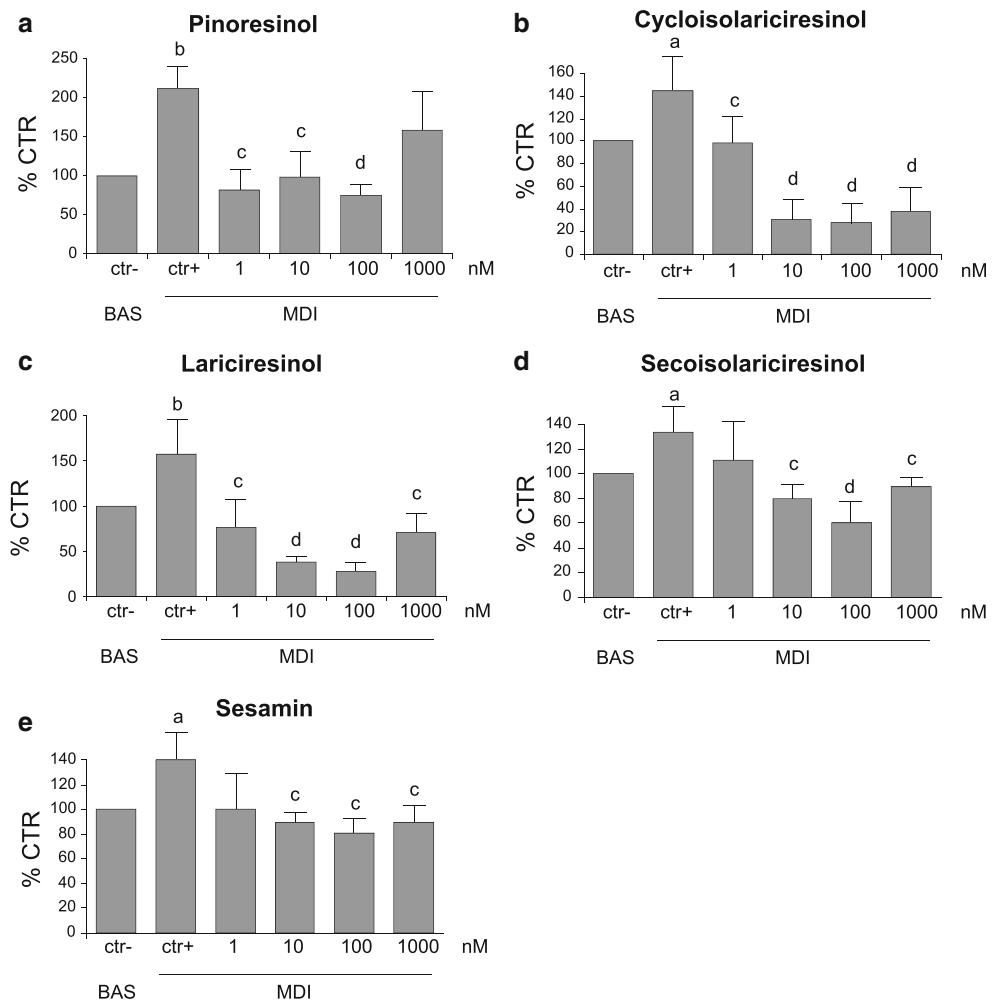 a
Pinoresinol
% CTR
250
200
150
100
50
0
b
c
c
d
ctr- ctr+ 1 10 100 1000 nM
BAS MDI
b
Cycloisolariciresinol
% CTR
160
140
120
100
80
60
40
20
0
a
c
d
d
d
ctr- ctr+ 1 10 100 1000 nM
BAS MDI
c
Lariciresinol
% CTR
200
150
100
50
0
b
c
d
d
c
ctr- ctr+ 1 10 100 1000 nM
BAS MDI
d
Secoisolariciresinol
% CTR
140
120
100
80
60
40
20
0
a
c
d
c
ctr- ctr+ 1 10 100 1000 nM
BAS MDI
e
Sesamin
% CTR
140
120
100
80
60
40
20
0
a
c
c
c
ctr- ctr+ 1 10 100 1000 nM
BAS MDI